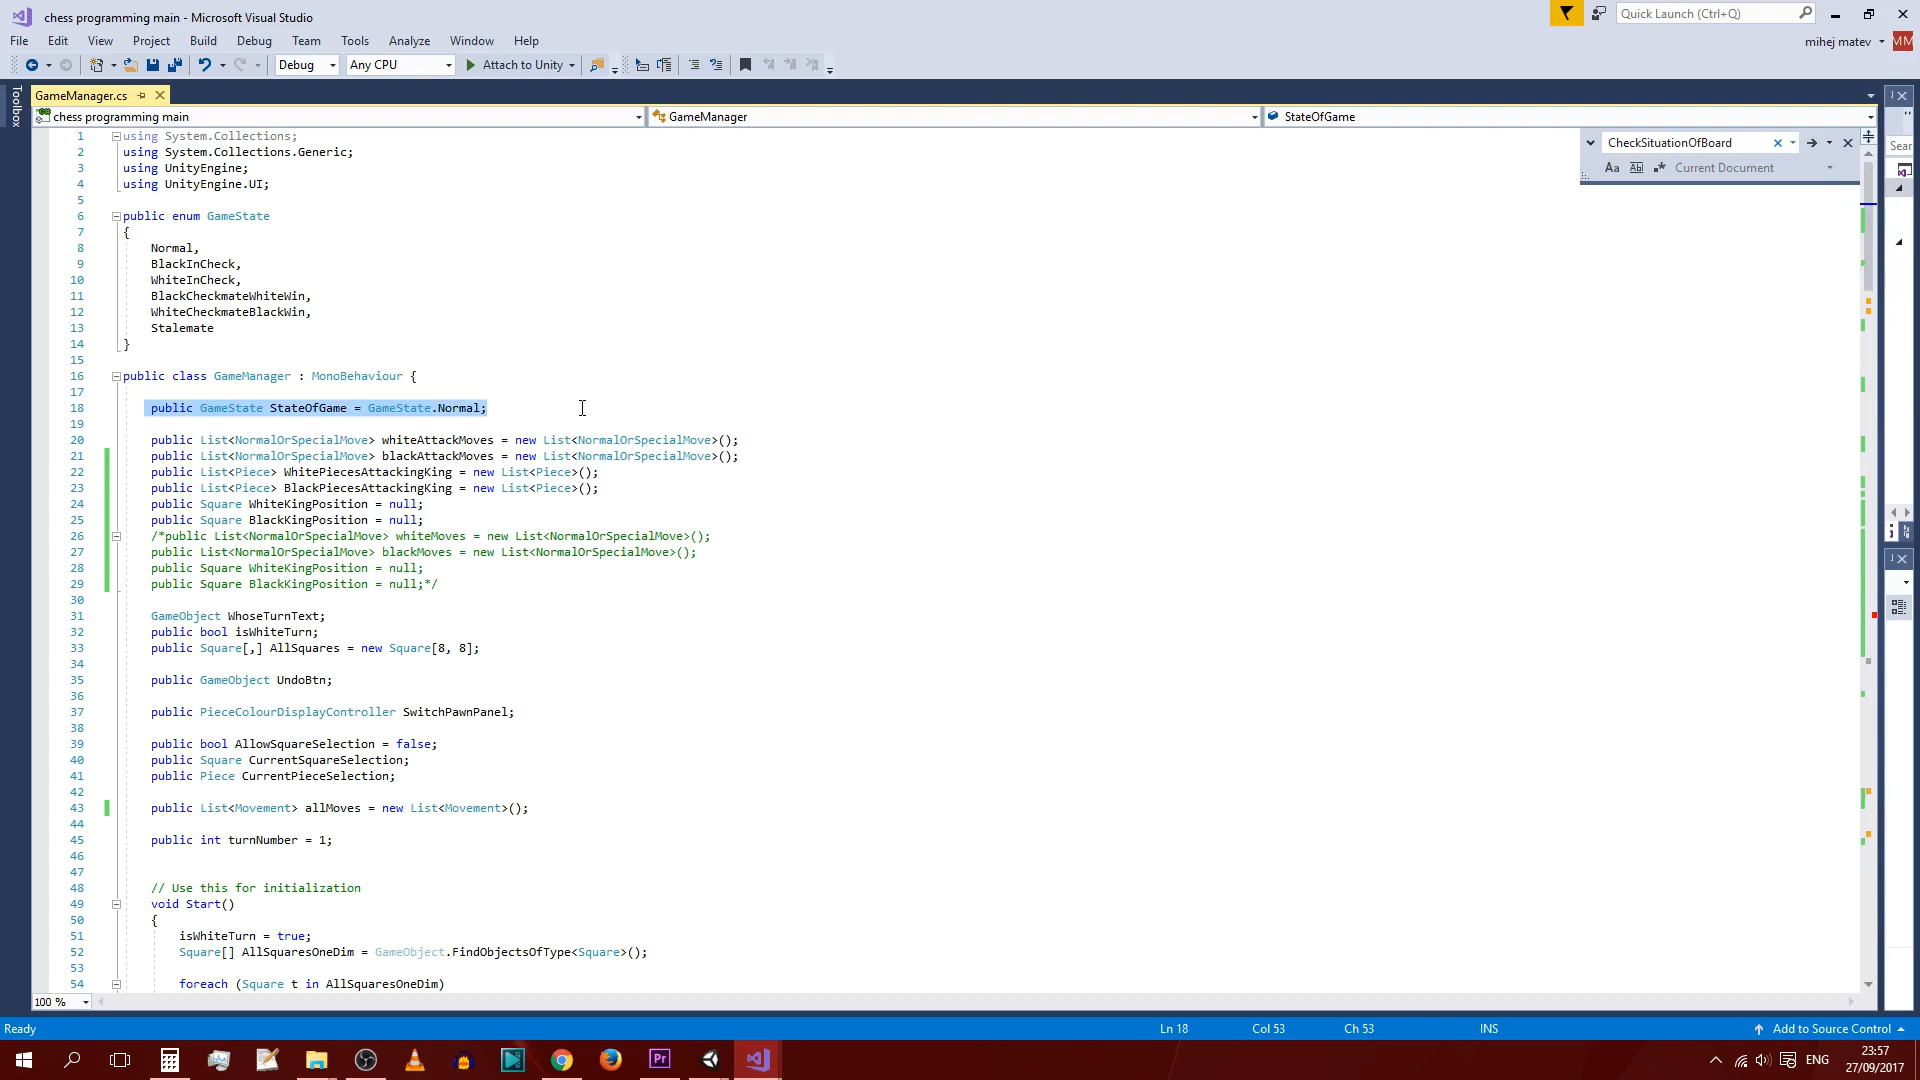 chess programming main - Microsoft Visual Studio
Quick Launch (Ctrl+Q)
File Edit View Project Build Debug Team Tools Analyze Window Help
mihej matev MM
Debug Any CPU Attach to Unity
Toolbox
GameManager.cs
chess programming main GameManager StateOfGame
CheckSituationOfBoard
Aa Ab Current Document
Sear
1 using System.Collections;
2 using System.Collections.Generic;
3 using UnityEngine;
4 using UnityEngine.UI;
5
6 public enum GameState
7 {
8 Normal,
9 BlackInCheck,
10 WhiteInCheck,
11 BlackCheckmateWhiteWin,
12 WhiteCheckmateBlackWin,
13 Stalemate
14 }
15
16 public class GameManager : MonoBehaviour {
17
18 public GameState StateOfGame = GameState.Normal;
19
20 public List<NormalOrSpecialMove> whiteAttackMoves = new List<NormalOrSpecialMove>();
21 public List<NormalOrSpecialMove> blackAttackMoves = new List<NormalOrSpecialMove>();
22 public List<Piece> WhitePiecesAttackingKing = new List<Piece>();
23 public List<Piece> BlackPiecesAttackingKing = new List<Piece>();
24 public Square WhiteKingPosition = null;
25 public Square BlackKingPosition = null;
26 /*public List<NormalOrSpecialMove> whiteMoves = new List<NormalOrSpecialMove>();
27 public List<NormalOrSpecialMove> blackMoves = new List<NormalOrSpecialMove>();
28 public Square WhiteKingPosition = null;
29 public Square BlackKingPosition = null;*/
30
31 GameObject WhoseTurnText;
32 public bool isWhiteTurn;
33 public Square[,] AllSquares = new Square[8, 8];
34
35 public GameObject UndoBtn;
36
37 public PieceColourDisplayController SwitchPawnPanel;
38
39 public bool AllowSquareSelection = false;
40 public Square CurrentSquareSelection;
41 public Piece CurrentPieceSelection;
42
43 public List<Movement> allMoves = new List<Movement>();
44
45 public int turnNumber = 1;
46
47
48 // Use this for initialization
49 void Start()
50 {
51 isWhiteTurn = true;
52 Square[] AllSquaresOneDim = GameObject.FindObjectsOfType<Square>();
53
54 foreach (Square t in AllSquaresOneDim)
100 %
Ready Ln 18 Col 53 Ch 53 INS Add to Source Control
Pr
ENG
23:57
27/09/2017